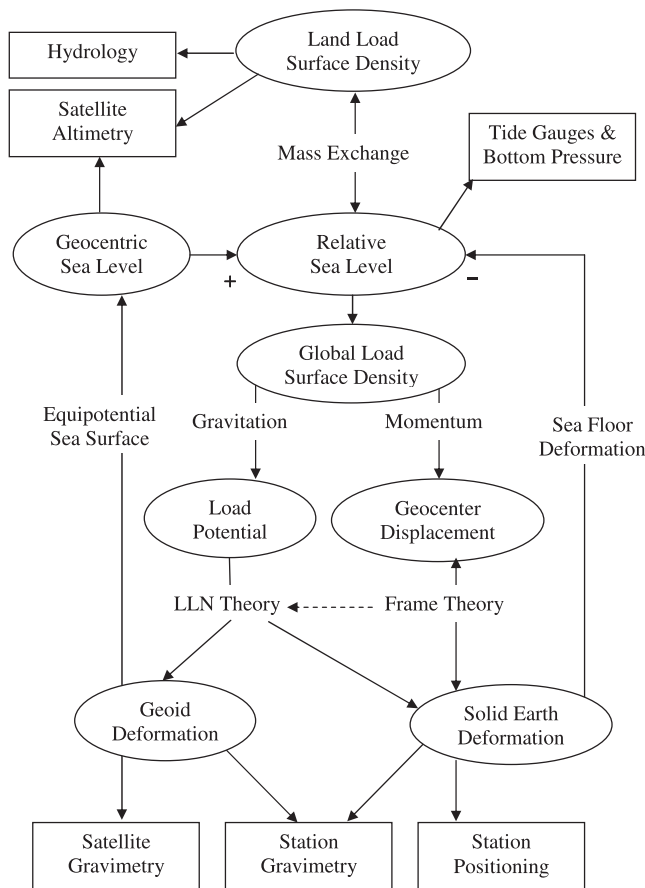 Land Load
Surface Density
Hydrology
Satellite
Altimetry
Tide Gauges &
Bottom Pressure
Mass Exchange
Geocentric
Sea Level
Relative
Sea Level
+
−
Global Load
Surface Density
Equipotential
Sea Surface
Gravitation
Momentum
Sea Floor
Deformation
Load
Potential
Geocenter
Displacement
LLN Theory
Frame Theory
Geoid
Deformation
Solid Earth
Deformation
Satellite
Gravimetry
Station
Gravimetry
Station
Positioning